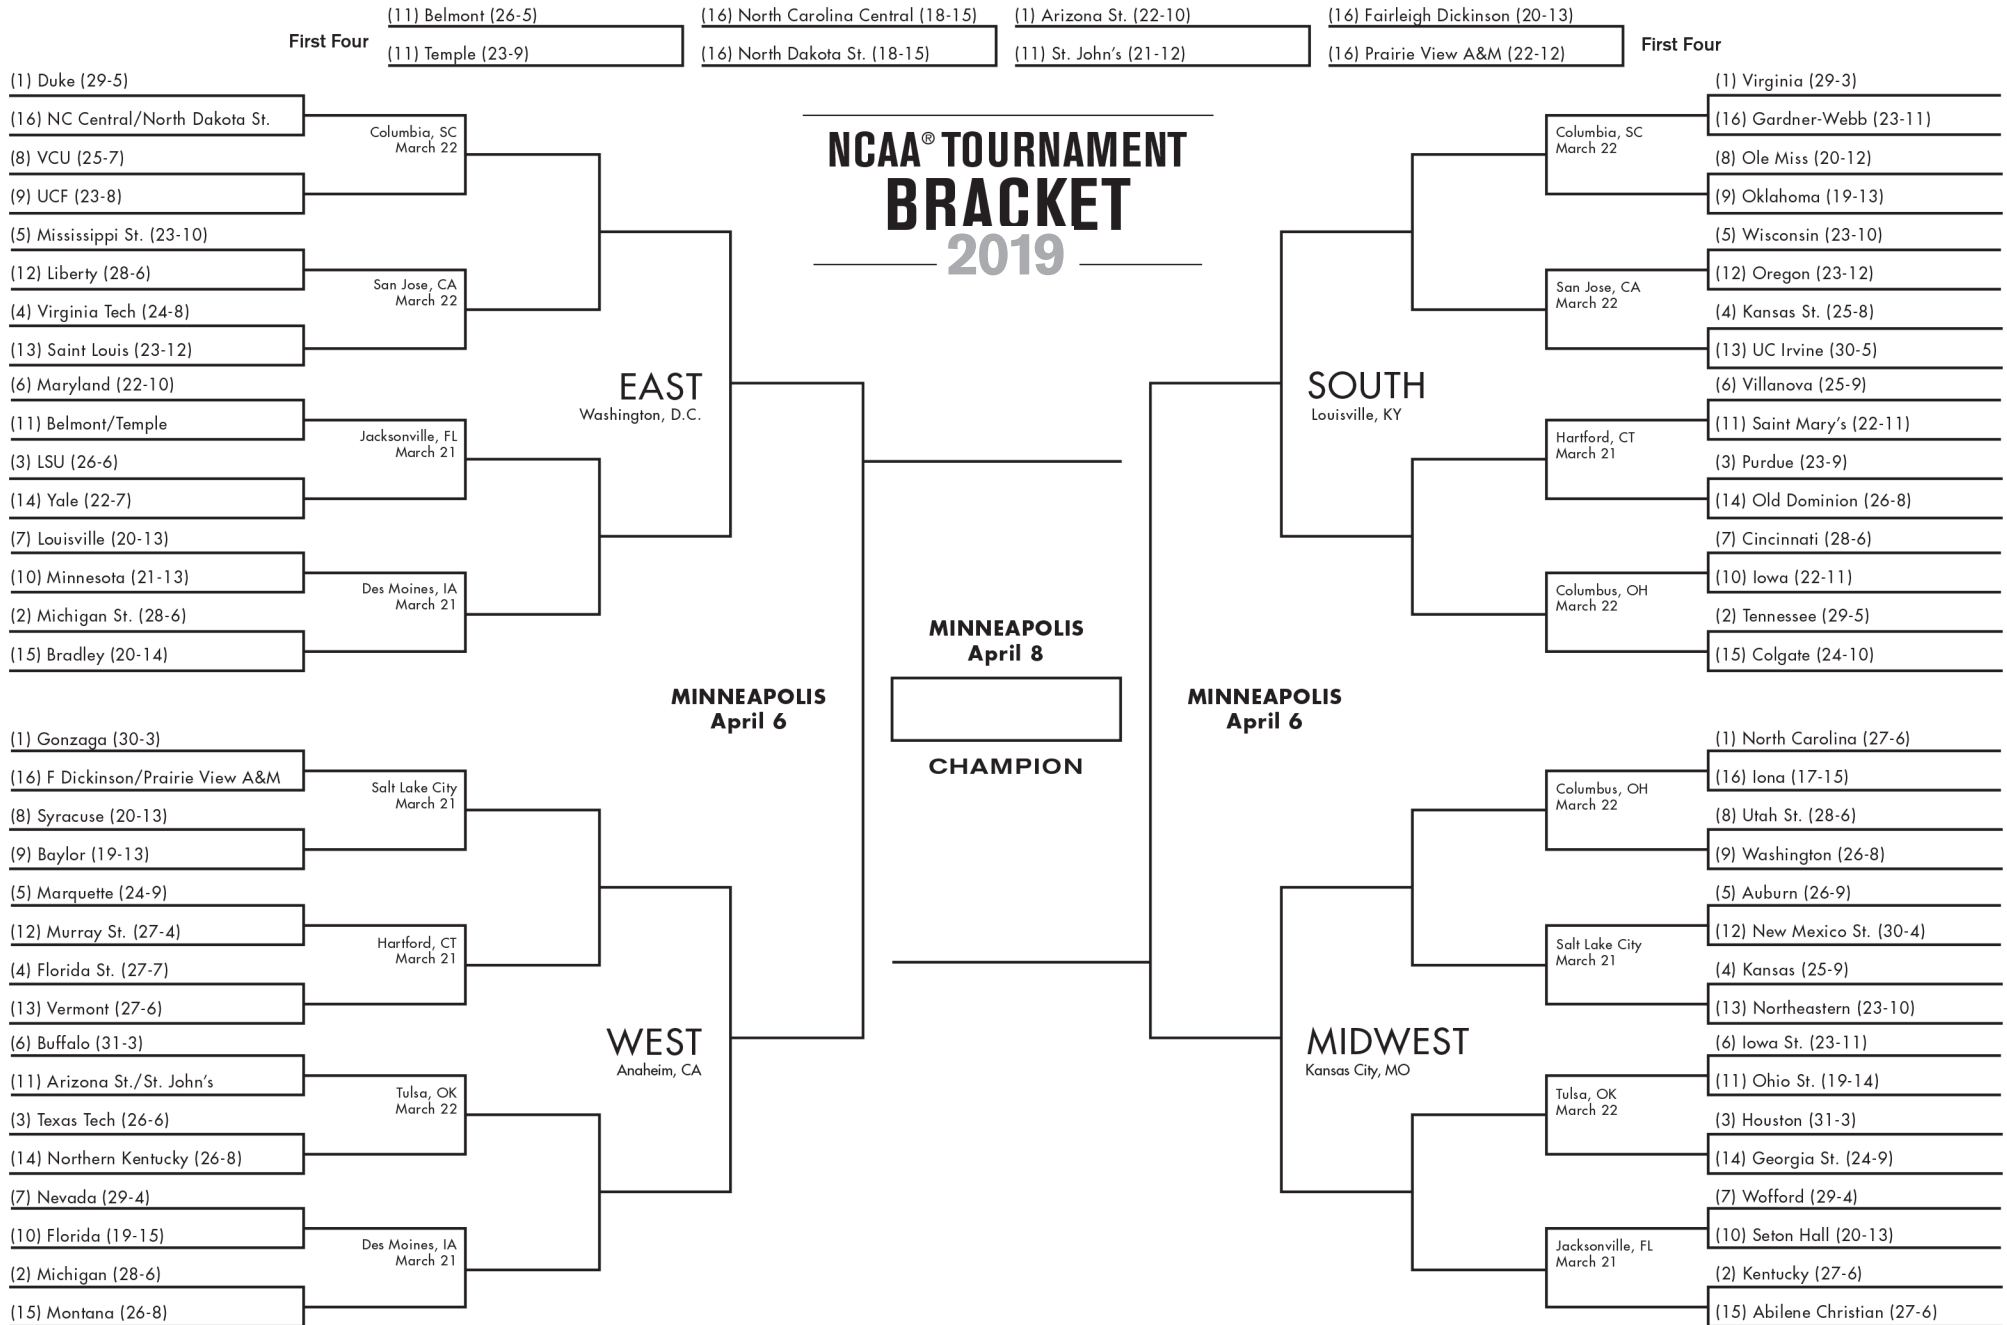 First Four
(11) Belmont (26-5)
(11) Temple (23-9)
(16) North Carolina Central (18-15)
(16) North Dakota St. (18-15)
(1) Arizona St. (22-10)
(11) St. John’s (21-12)
(16) Fairleigh Dickinson (20-13)
(16) Prairie View A&M (22-12)
First Four
NCAA® TOURNAMENT
BRACKET
2019
(1) Duke (29-5)
(16) NC Central/North Dakota St.
(8) VCU (25-7)
(9) UCF (23-8)
(5) Mississippi St. (23-10)
(12) Liberty (28-6)
(4) Virginia Tech (24-8)
(13) Saint Louis (23-12)
(6) Maryland (22-10)
(11) Belmont/Temple
(3) LSU (26-6)
(14) Yale (22-7)
(7) Louisville (20-13)
(10) Minnesota (21-13)
(2) Michigan St. (28-6)
(15) Bradley (20-14)
Columbia, SC
March 22
San Jose, CA
March 22
Jacksonville, FL
March 21
Des Moines, IA
March 21
EAST
Washington, D.C.
(1) Gonzaga (30-3)
(16) F Dickinson/Prairie View A&M
(8) Syracuse (20-13)
(9) Baylor (19-13)
(5) Marquette (24-9)
(12) Murray St. (27-4)
(4) Florida St. (27-7)
(13) Vermont (27-6)
(6) Buffalo (31-3)
(11) Arizona St./St. John’s
(3) Texas Tech (26-6)
(14) Northern Kentucky (26-8)
(7) Nevada (29-4)
(10) Florida (19-15)
(2) Michigan (28-6)
(15) Montana (26-8)
Salt Lake City
March 21
Hartford, CT
March 21
Tulsa, OK
March 22
Des Moines, IA
March 21
WEST
Anaheim, CA
MINNEAPOLIS
April 6
MINNEAPOLIS
April 8
CHAMPION
MINNEAPOLIS
April 6
SOUTH
Louisville, KY
Columbia, SC
March 22
San Jose, CA
March 22
Hartford, CT
March 21
Columbus, OH
March 22
(1) Virginia (29-3)
(16) Gardner-Webb (23-11)
(8) Ole Miss (20-12)
(9) Oklahoma (19-13)
(5) Wisconsin (23-10)
(12) Oregon (23-12)
(4) Kansas St. (25-8)
(13) UC Irvine (30-5)
(6) Villanova (25-9)
(11) Saint Mary’s (22-11)
(3) Purdue (23-9)
(14) Old Dominion (26-8)
(7) Cincinnati (28-6)
(10) Iowa (22-11)
(2) Tennessee (29-5)
(15) Colgate (24-10)
MIDWEST
Kansas City, MO
Columbus, OH
March 22
Salt Lake City
March 21
Tulsa, OK
March 22
Jacksonville, FL
March 21
(1) North Carolina (27-6)
(16) Iona (17-15)
(8) Utah St. (28-6)
(9) Washington (26-8)
(5) Auburn (26-9)
(12) New Mexico St. (30-4)
(4) Kansas (25-9)
(13) Northeastern (23-10)
(6) Iowa St. (23-11)
(11) Ohio St. (19-14)
(3) Houston (31-3)
(14) Georgia St. (24-9)
(7) Wofford (29-4)
(10) Seton Hall (20-13)
(2) Kentucky (27-6)
(15) Abilene Christian (27-6)